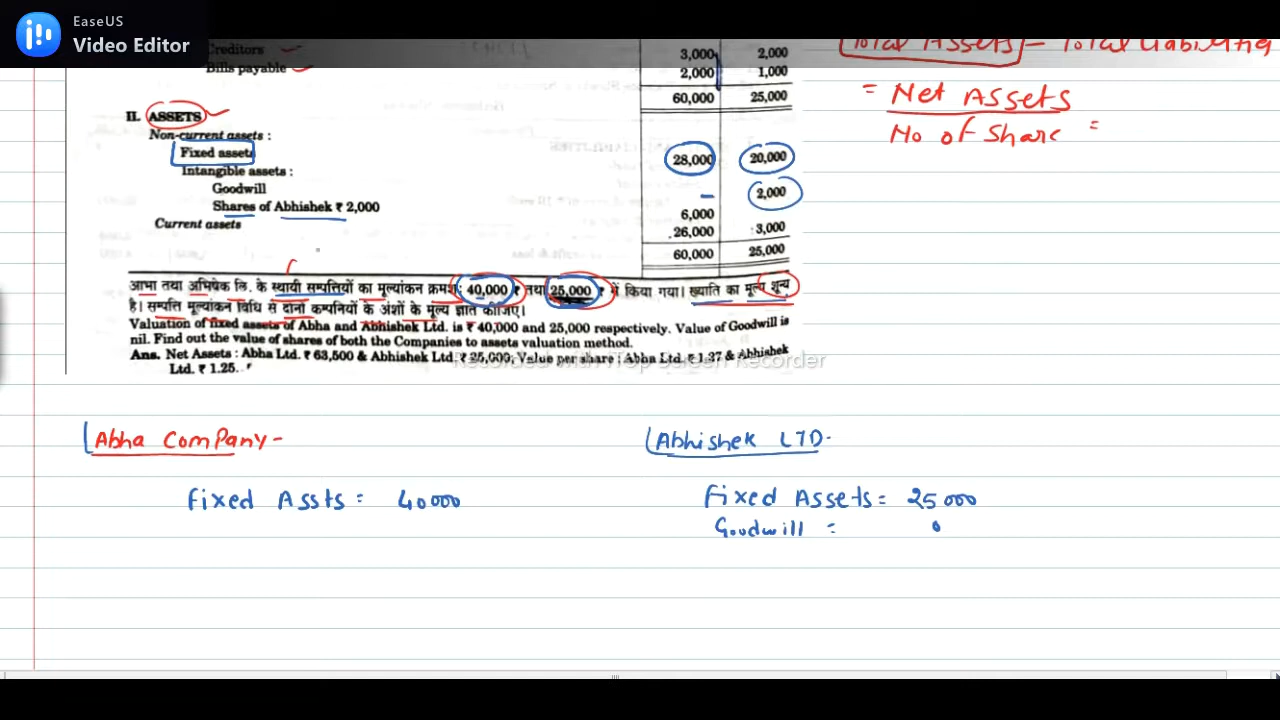 EaseUS
Video Editor
Creditors 3,000 2,000
Bills payable 2,000 1,000
60,000 25,000
II. ASSETS
Non-current assets :
Fixed assets 28,000 20,000
Intangible assets :
Goodwill – 2,000
Shares of Abhishek ₹ 2,000 6,000
Current assets 26,000 3,000
60,000 25,000
आभा तथा अभिषेक लि. के स्थायी सम्पत्तियों का मूल्यांकन क्रमश: 40,000 ₹ तथा 25,000 ₹ में किया गया। ख्याति का मूल्य शून्य
है। सम्पत्ति मूल्यांकन विधि से दोनों कम्पनियों के अंशों के मूल्य ज्ञात कीजिए।
Valuation of fixed assets of Abha and Abhishek Ltd. is ₹ 40,000 and 25,000 respectively. Value of Goodwill is
nil. Find out the value of shares of both the Companies to assets valuation method.
Ans. Net Assets : Abha Ltd. ₹ 63,500 & Abhishek Ltd. ₹ 25,000, Value per share ; Abha Ltd. ₹ 1.37 & Abhishek
Ltd. ₹ 1.25.
Recorded with iTop Screen Recorder
Total Assets – Total Liabilities
= Net Assets
No of Share =
Abha Company-
Fixed Assts = 40000
Abhishek LTD.
Fixed Assets = 25000
Goodwill = 0